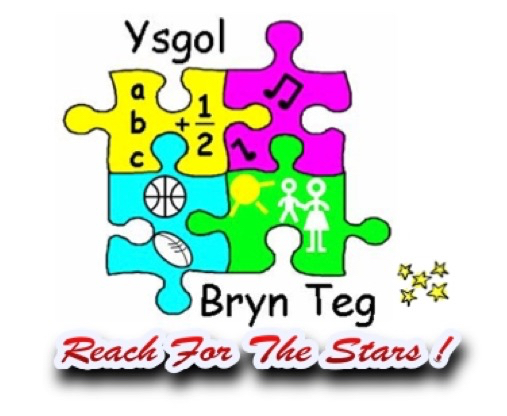 Ysgol
a
b
c
+ 1/2
Bryn Teg
Reach For The Stars !